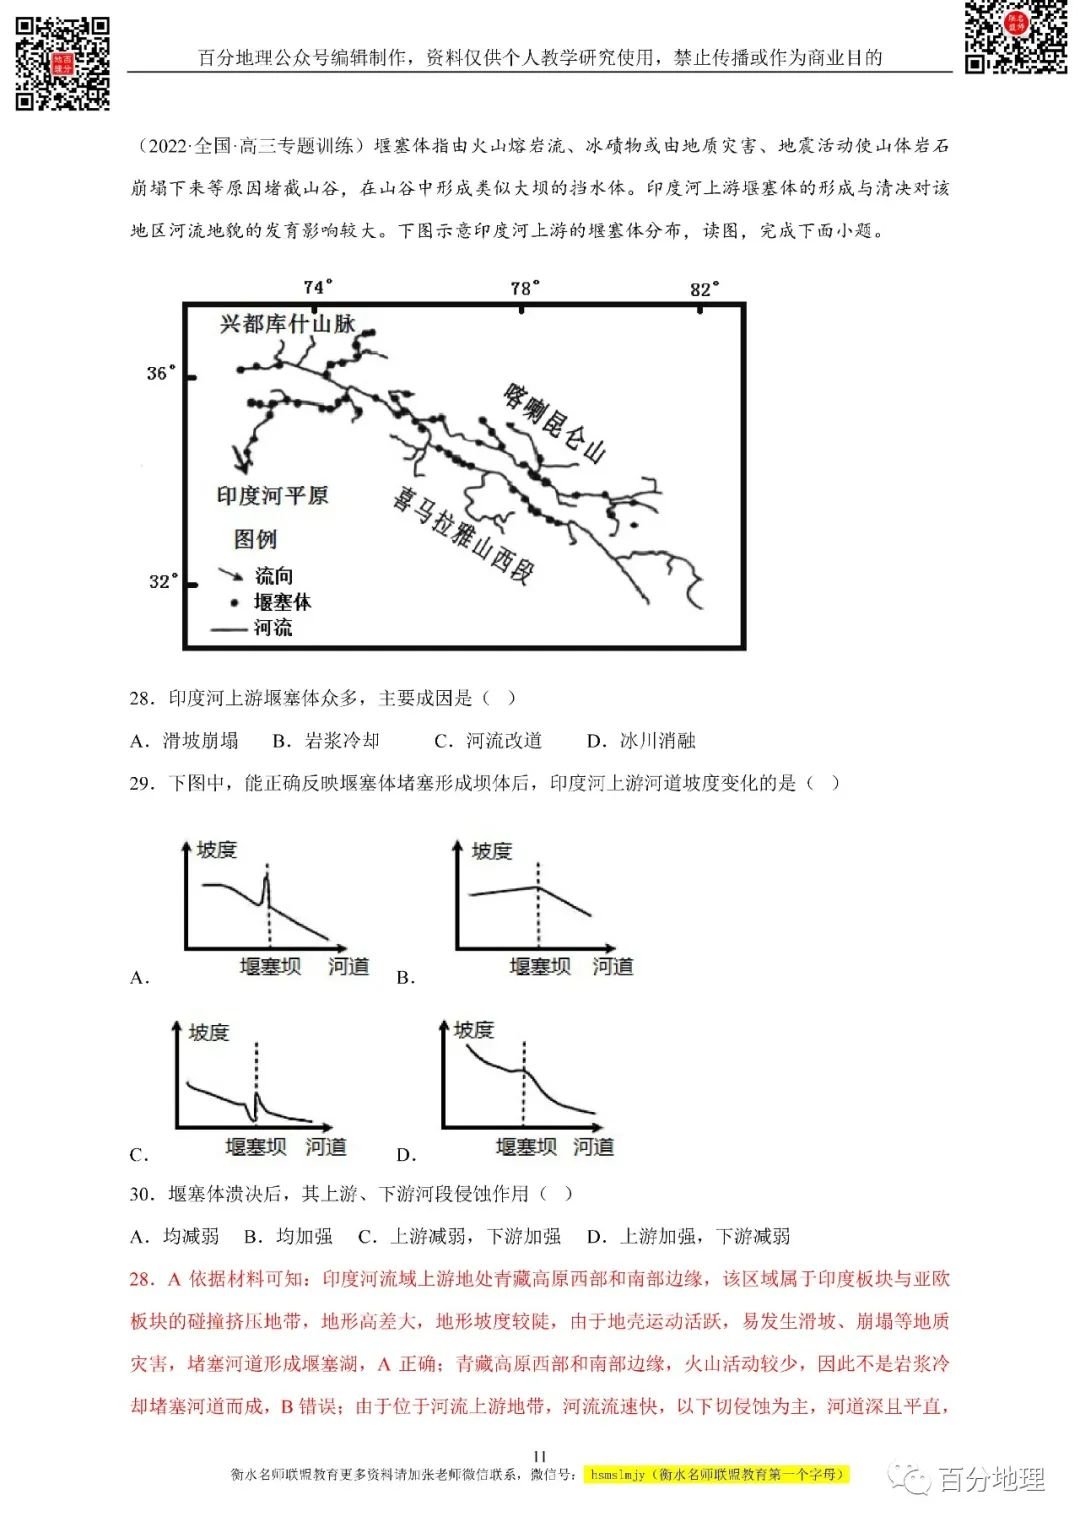 百分地理公众号编辑制作，资料仅供个人教学研究使用，禁止传播或作为商业目的
地百
盟分
联名
盟师
（2022·全国·高三专题训练）堰塞体指由火山熔岩流、冰碛物或由地质灾害、地震活动使山体岩石
崩塌下来等原因堵截山谷，在山谷中形成类似大坝的挡水体。印度河上游堰塞体的形成与清决对该
地区河流地貌的发育影响较大。下图示意印度河上游的堰塞体分布，读图，完成下面小题。
74° 78° 82°
兴都库什山脉
36°
喀喇昆仑山
印度河平原
喜马拉雅山西段
图例
流向
32°
堰塞体
河流
28．印度河上游堰塞体众多，主要成因是（ ）
A．滑坡崩塌 B．岩浆冷却 C．河流改道 D．冰川消融
29．下图中，能正确反映堰塞体堵塞形成坝体后，印度河上游河道坡度变化的是（ ）
坡度 坡度
堰塞坝 河道 堰塞坝 河道
A． B．
坡度 坡度
堰塞坝 河道 堰塞坝 河道
C． D．
30．堰塞体溃决后，其上游、下游河段侵蚀作用（ ）
A．均减弱 B．均加强 C．上游减弱，下游加强 D．上游加强，下游减弱
28．A 依据材料可知：印度河流域上游地处青藏高原西部和南部边缘，该区域属于印度板块与亚欧
板块的碰撞挤压地带，地形高差大，地形坡度较陡，由于地壳运动活跃，易发生滑坡、崩塌等地质
灾害，堵塞河道形成堰塞湖，A 正确；青藏高原西部和南部边缘，火山活动较少，因此不是岩浆冷
却堵塞河道而成，B 错误；由于位于河流上游地带，河流流速快，以下切侵蚀为主，河道深且平直，
11
衡水名师联盟教育更多资料请加张老师微信联系，微信号： hsmslmjy（衡水名师联盟教育第一个字母）
百分地理